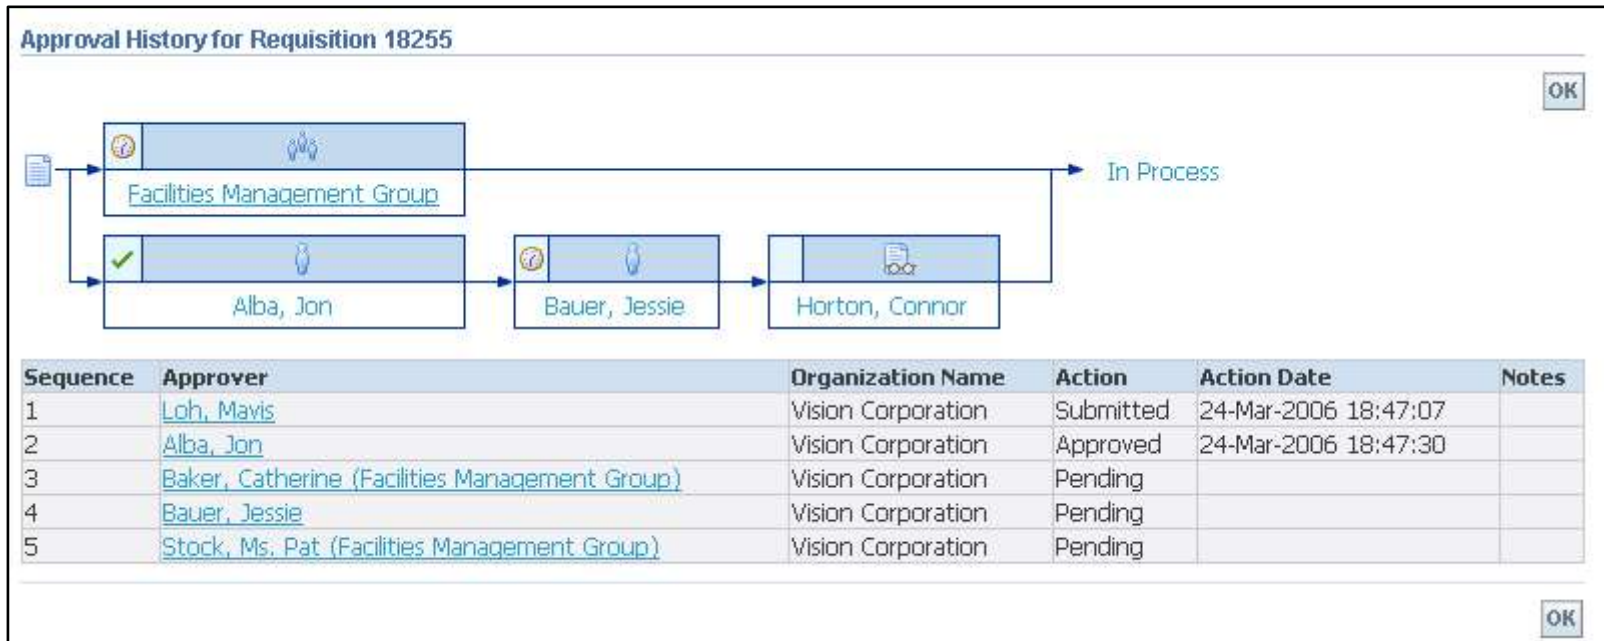 Approval History for Requisition 18255
OK
Facilities Management Group
In Process
Alba, Jon
Bauer, Jessie
Horton, Connor
Sequence Approver Organization Name Action Action Date Notes
1 Loh, Mavis Vision Corporation Submitted 24-Mar-2006 18:47:07
2 Alba, Jon Vision Corporation Approved 24-Mar-2006 18:47:30
3 Baker, Catherine (Facilities Management Group) Vision Corporation Pending
4 Bauer, Jessie Vision Corporation Pending
5 Stock, Ms. Pat (Facilities Management Group) Vision Corporation Pending
OK